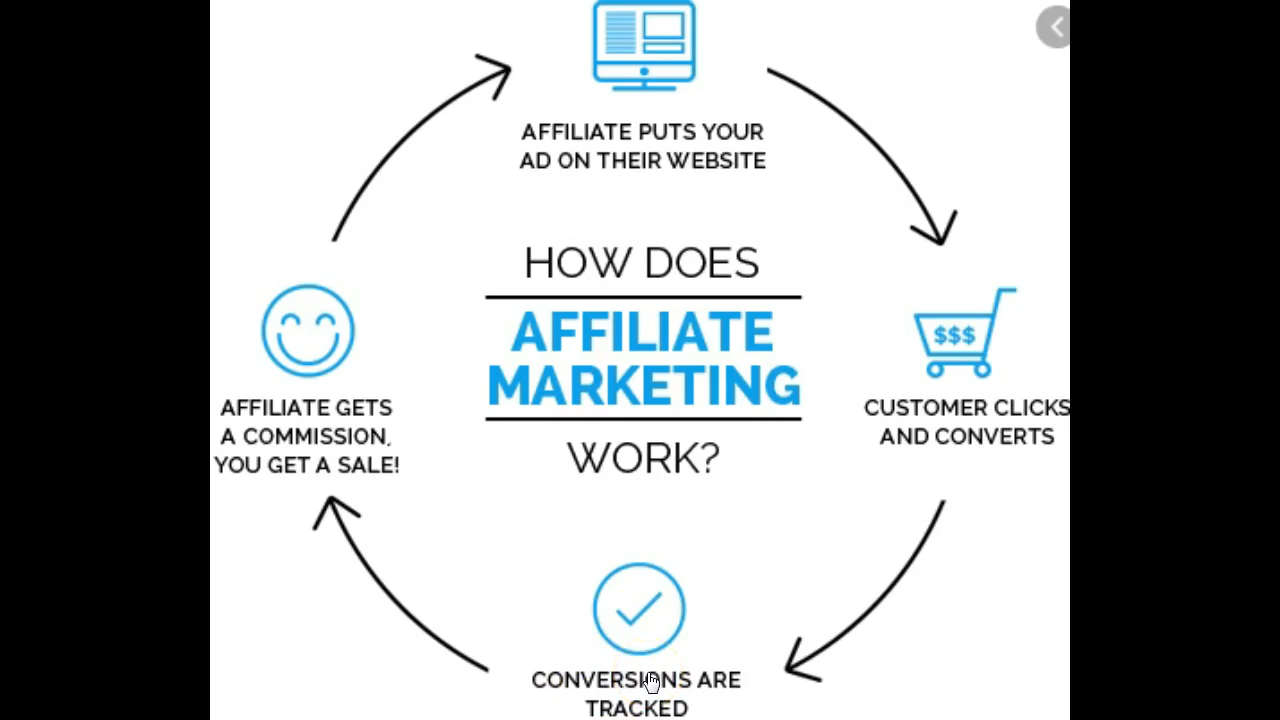 AFFILIATE PUTS YOUR
AD ON THEIR WEBSITE
HOW DOES
AFFILIATE
MARKETING
WORK?
$$$
CUSTOMER CLICKS
AND CONVERTS
CONVERSIONS ARE
TRACKED
AFFILIATE GETS
A COMMISSION,
YOU GET A SALE!